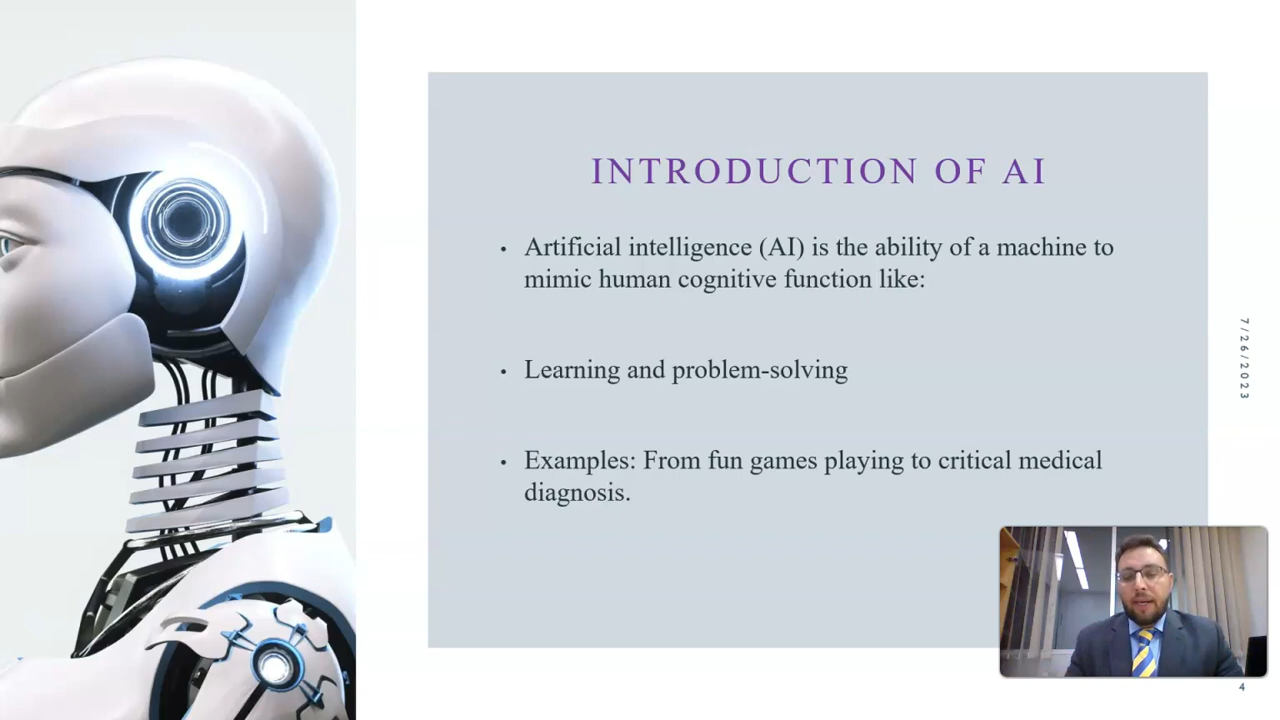 INTRODUCTION OF AI
• Artificial intelligence (AI) is the ability of a machine to
mimic human cognitive function like:
• Learning and problem-solving
• Examples: From fun games playing to critical medical
diagnosis.
7/26/2023
4